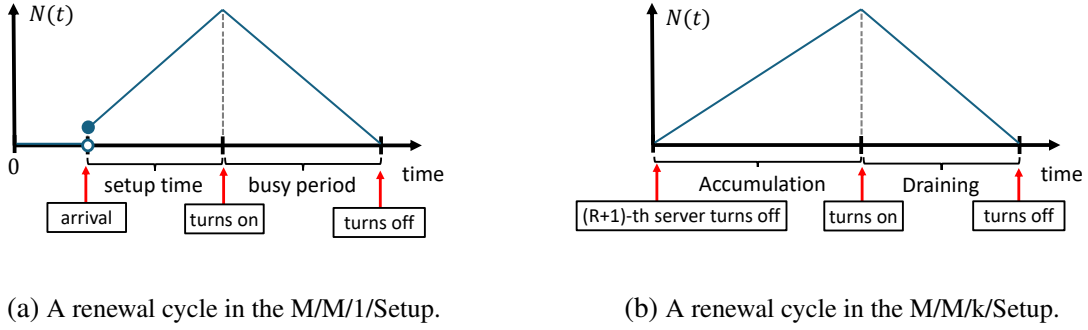 N(t)
0
time
setup time
busy period
arrival
turns on
turns off
(a) A renewal cycle in the M/M/1/Setup.
N(t)
time
Accumulation
Draining
(R+1)-th server turns off
turns on
turns off
(b) A renewal cycle in the M/M/k/Setup.